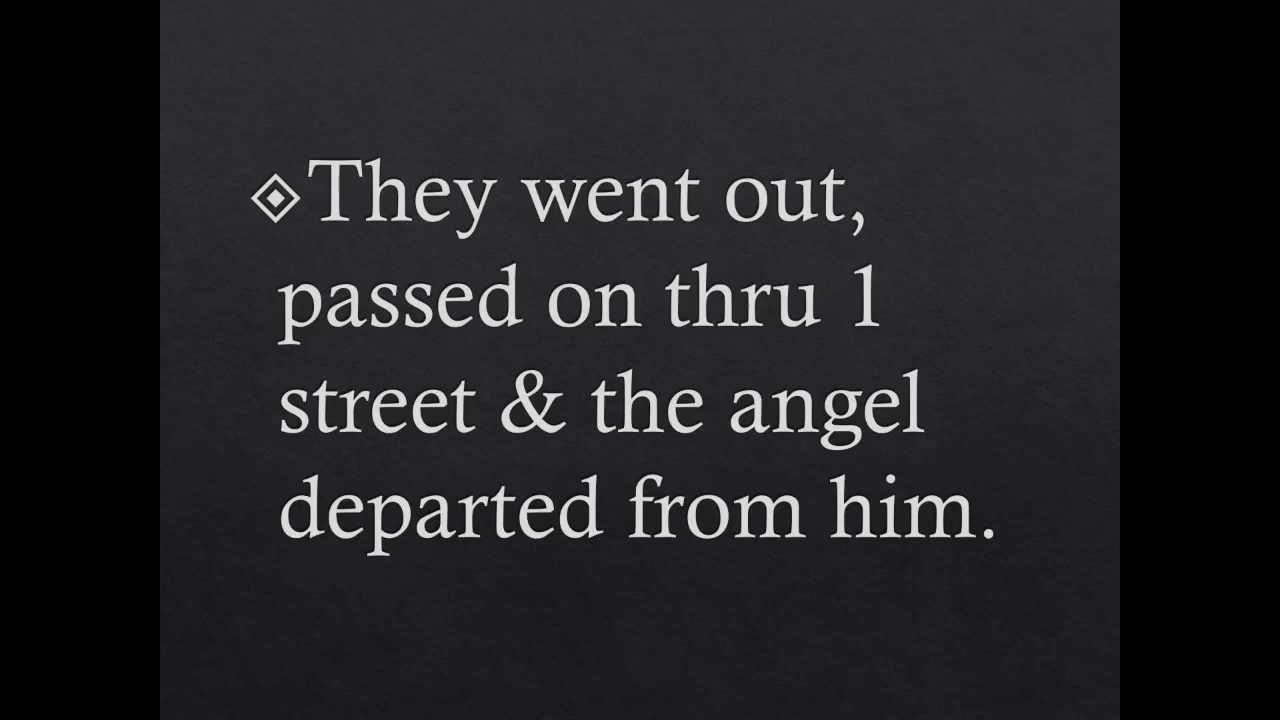 They went out,
passed on thru 1
street & the angel
departed from him.